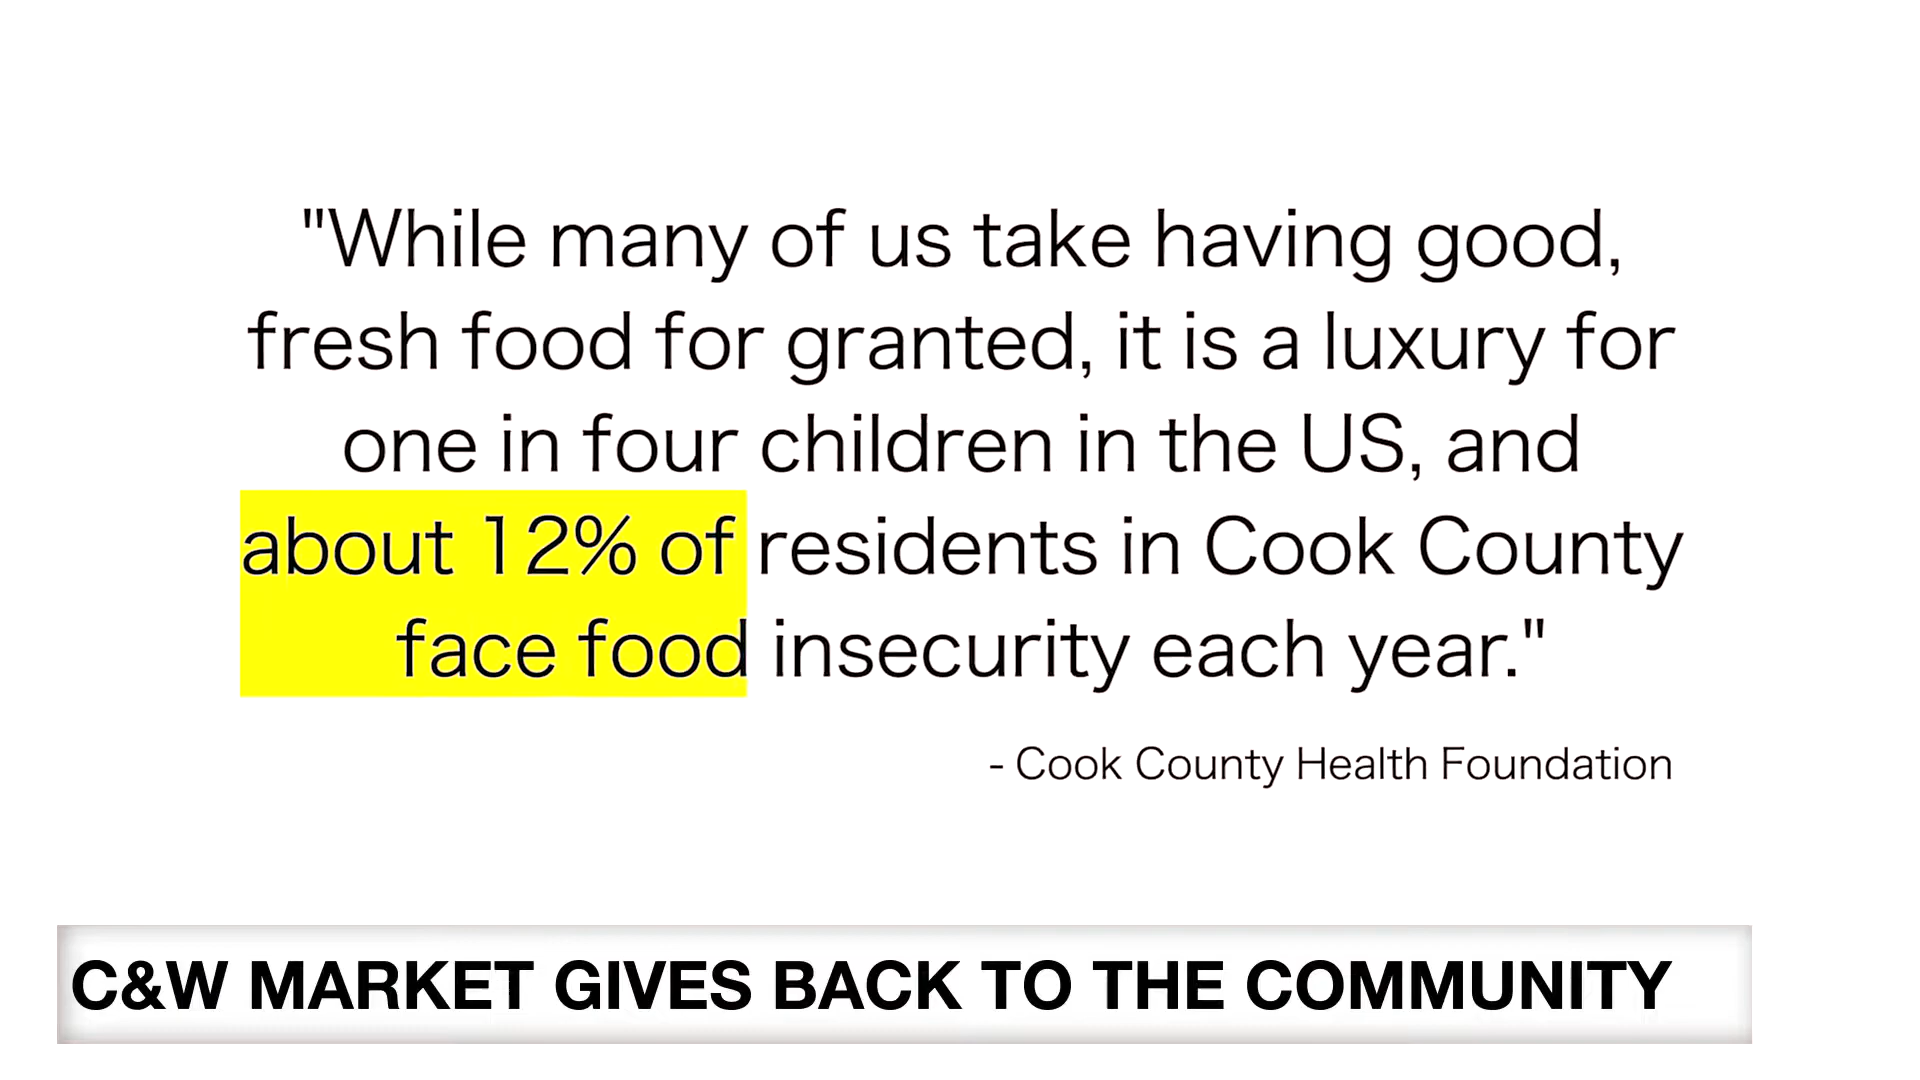 "While many of us take having good,
fresh food for granted, it is a luxury for
one in four children in the US, and
about 12% of residents in Cook County
face food insecurity each year."
- Cook County Health Foundation
C&W MARKET GIVES BACK TO THE COMMUNITY